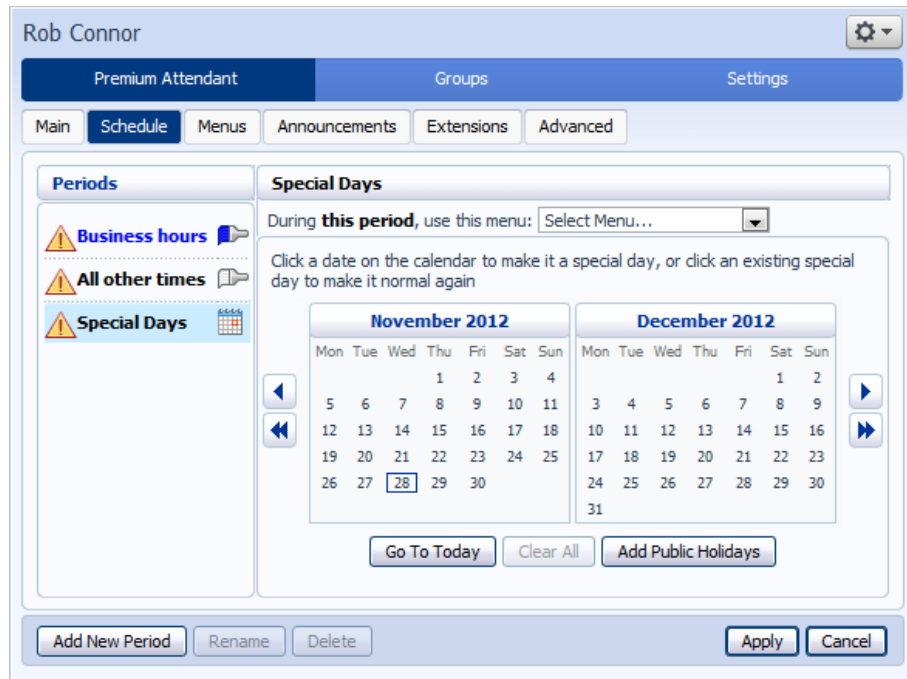 Rob Connor
Premium Attendant Groups Settings
Main Schedule Menus Announcements Extensions Advanced
Periods
Business hours
All other times
Special Days
Special Days
During this period, use this menu: Select Menu...
Click a date on the calendar to make it a special day, or click an existing special
day to make it normal again
November 2012
Mon Tue Wed Thu Fri Sat Sun
1 2 3 4
5 6 7 8 9 10 11
12 13 14 15 16 17 18
19 20 21 22 23 24 25
26 27 28 29 30
December 2012
Mon Tue Wed Thu Fri Sat Sun
1 2
3 4 5 6 7 8 9
10 11 12 13 14 15 16
17 18 19 20 21 22 23
24 25 26 27 28 29 30
31
Go To Today Clear All Add Public Holidays
Add New Period Rename Delete Apply Cancel